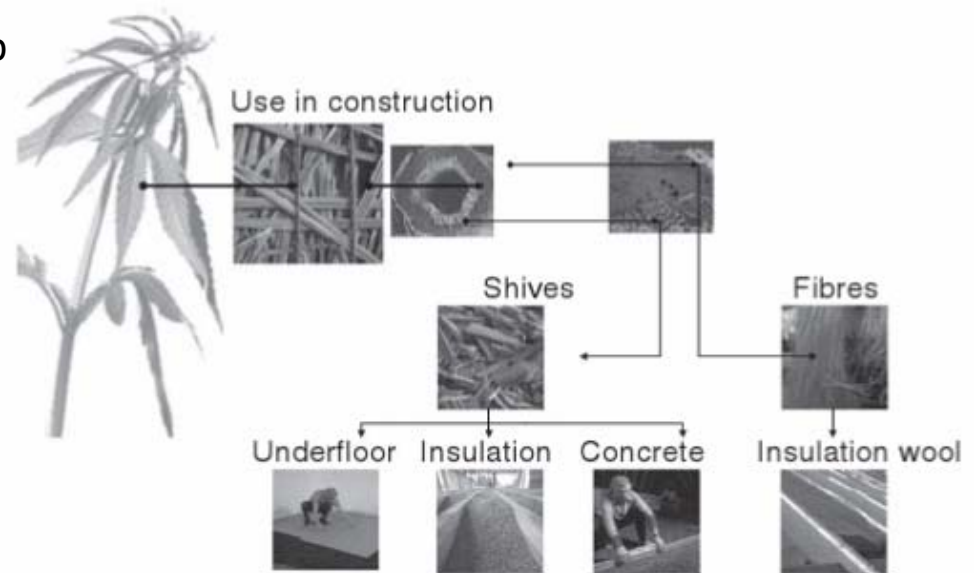 Use in construction
Shives
Fibres
Underfloor
Insulation
Concrete
Insulation wool